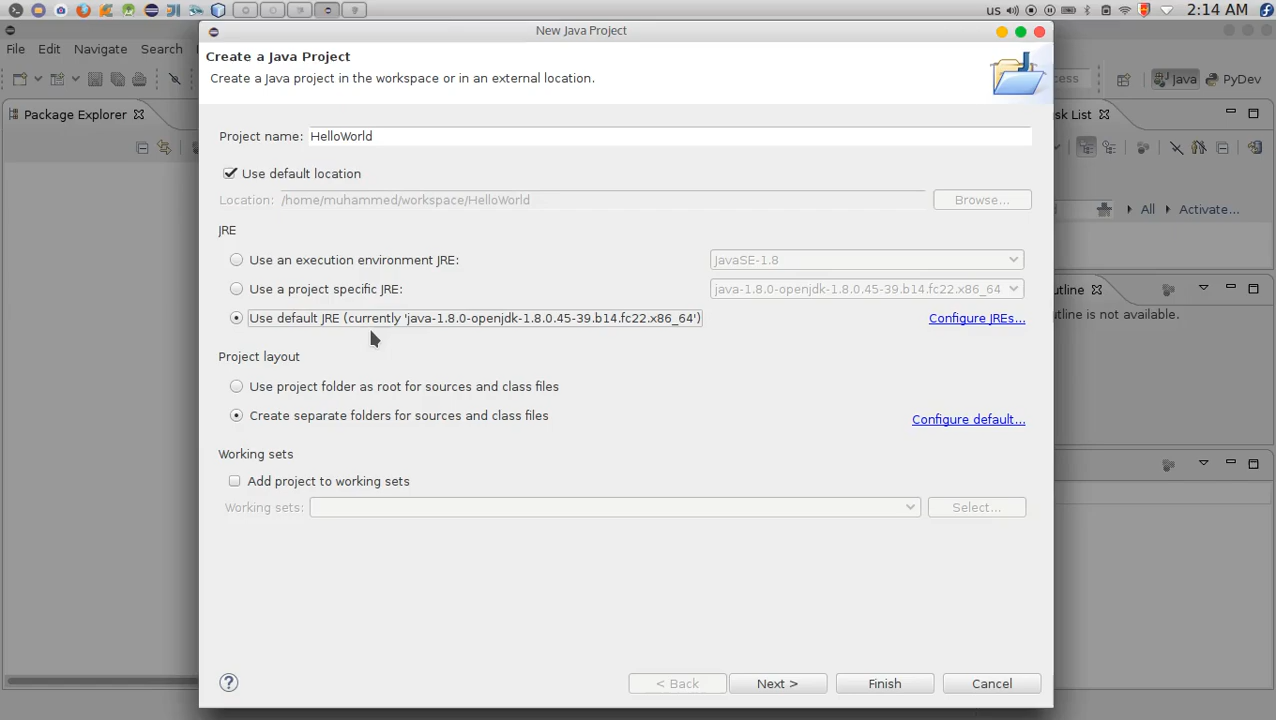 us 2:14 AM
New Java Project
File Edit Navigate Search
Create a Java Project
Create a Java project in the workspace or in an external location.
Java PyDev
Package Explorer
Project name: HelloWorld
Use default location
Location: /home/muhammed/workspace/HelloWorld Browse...
All Activate...
JRE
Use an execution environment JRE: JavaSE-1.8
Use a project specific JRE: java-1.8.0-openjdk-1.8.0.45-39.b14.fc22.x86_64
Use default JRE (currently 'java-1.8.0-openjdk-1.8.0.45-39.b14.fc22.x86_64') Configure JREs...
utline is not available.
Project layout
Use project folder as root for sources and class files
Create separate folders for sources and class files
Configure default...
Working sets
Add project to working sets
Working sets: Select...
? < Back Next > Finish Cancel